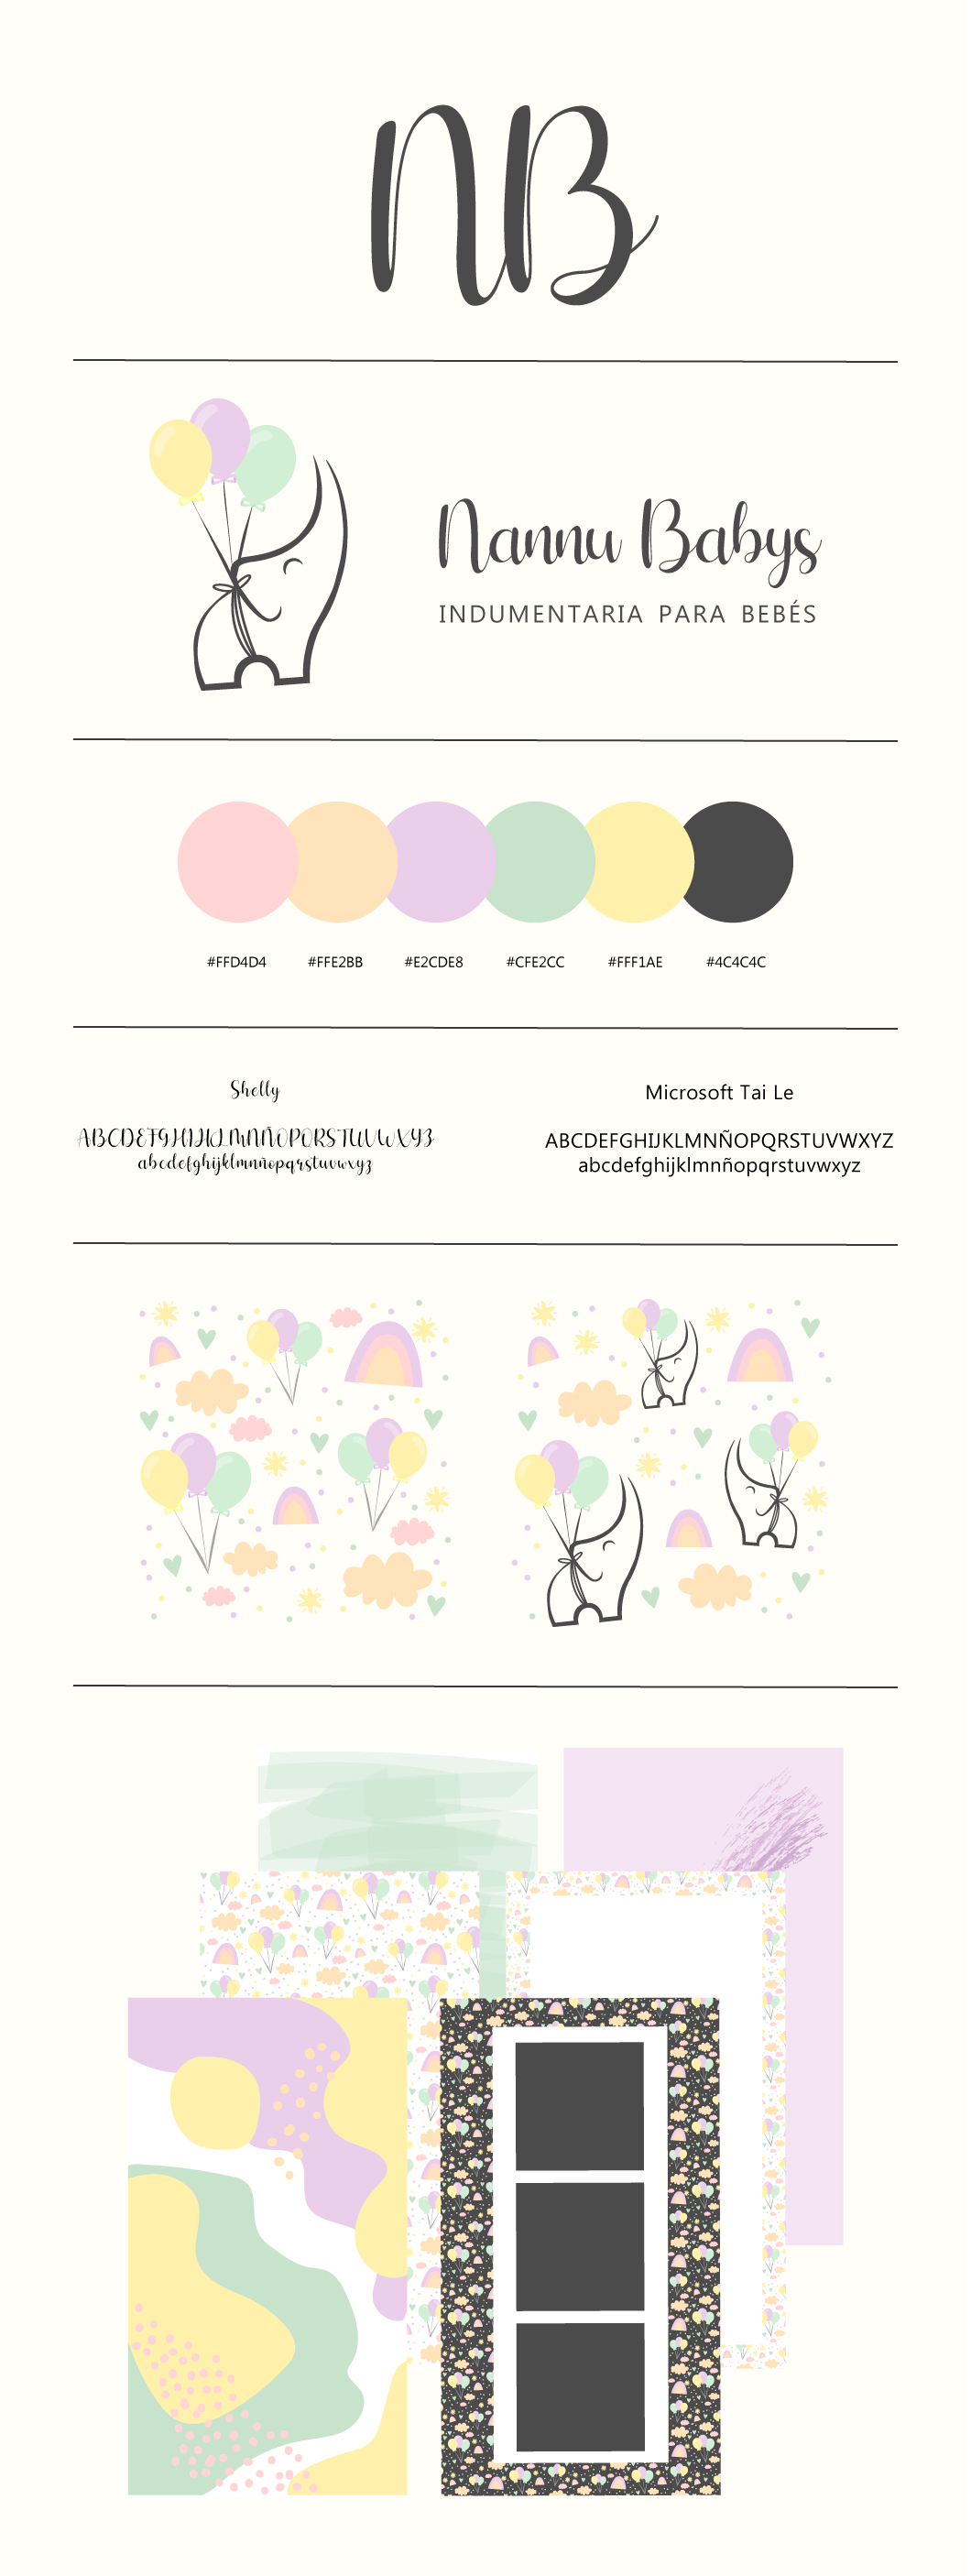 NB
Nannu Babys
INDUMENTARIA PARA BEBÉS
#FFD4D4 #FFE2BB #E2CDE8 #CFE2CC #FFF1AE #4C4C4C
Shelly
ABCDEFGHIJKLMNÑOPQRSTUVWXYZ
abcdefghijklmnñopqrstuvwxyz
Microsoft Tai Le
ABCDEFGHIJKLMNÑOPQRSTUVWXYZ
abcdefghijklmnñopqrstuvwxyz